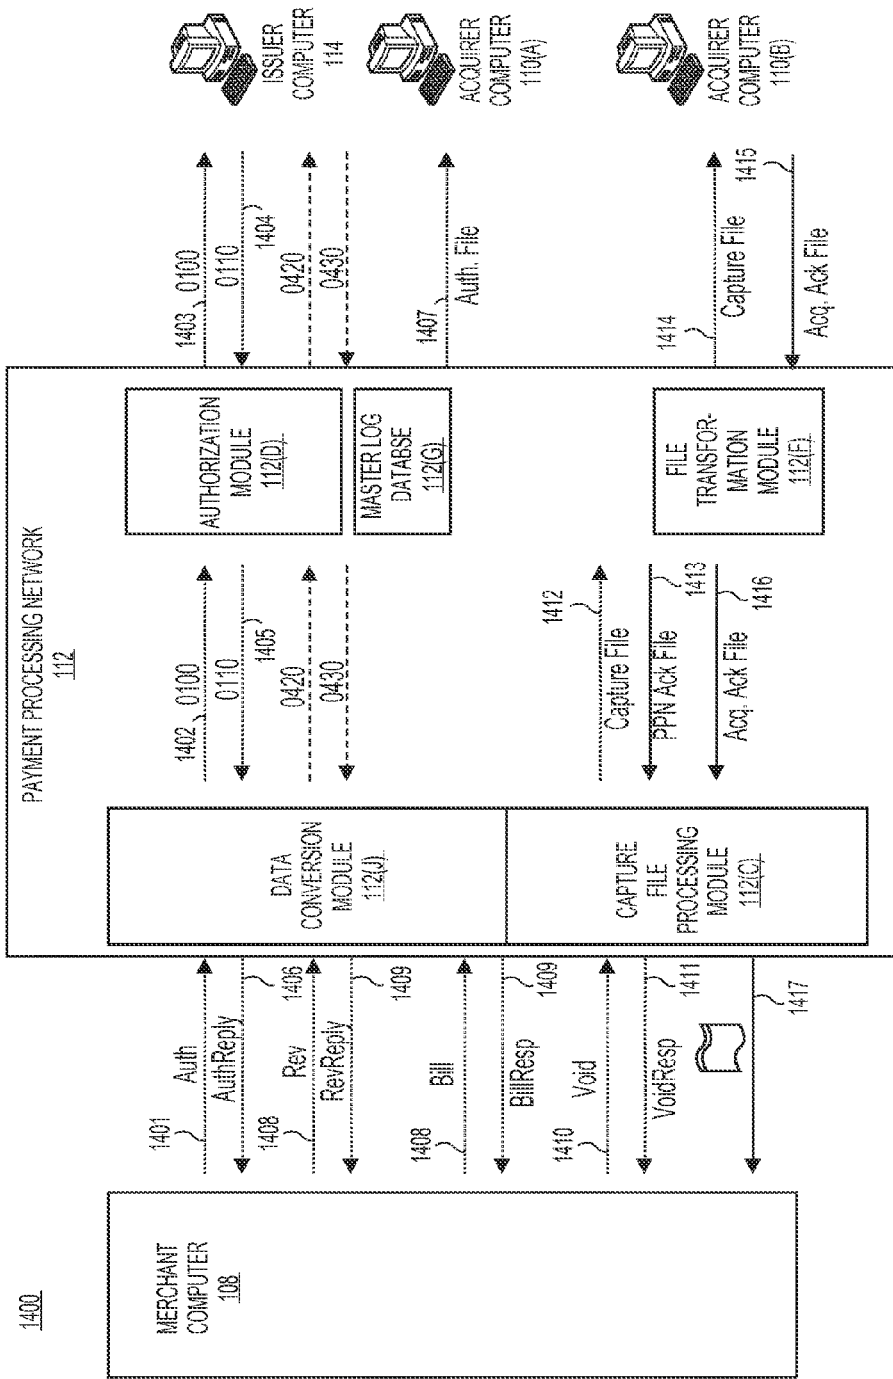 1400
MERCHANT
COMPUTER
108
1401
Auth
AuthReply
1406
1408
Rev
RevReply
1409
1408
Bill
BillResp
1409
1410
Void
VoidResp
1411
1417
PAYMENT PROCESSING NETWORK
112
DATA
CONVERSION
MODULE
112(J)
CAPTURE
FILE
PROCESSING
MODULE
112(C)
1402
0100
0110
1405
0420
0430
1412
Capture File
PPN Ack File
1413
Acq. Ack File
1416
AUTHORIZATION
MODULE
112(D)
MASTER LOG
DATABSE
112(G)
FILE
TRANSFOR-
MATION
MODULE
112(F)
1403
0100
0110
1404
0420
0430
1407
Auth. File
1414
Capture File
1415
Acq. Ack File
ISSUER
COMPUTER
114
ACQUIRER
COMPUTER
110(A)
ACQUIRER
COMPUTER
110(B)